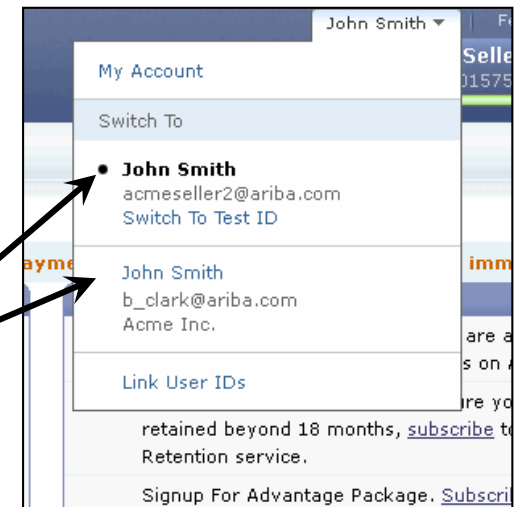 John Smith
Selle
01575
My Account
Switch To
John Smith
acmeseller2@ariba.com
Switch To Test ID
ayme
imm
John Smith
b_clark@ariba.com
Acme Inc.
are a
s on
Link User IDs
ure yo
retained beyond 18 months, subscribe to
Retention service.
Signup For Advantage Package. Subscri